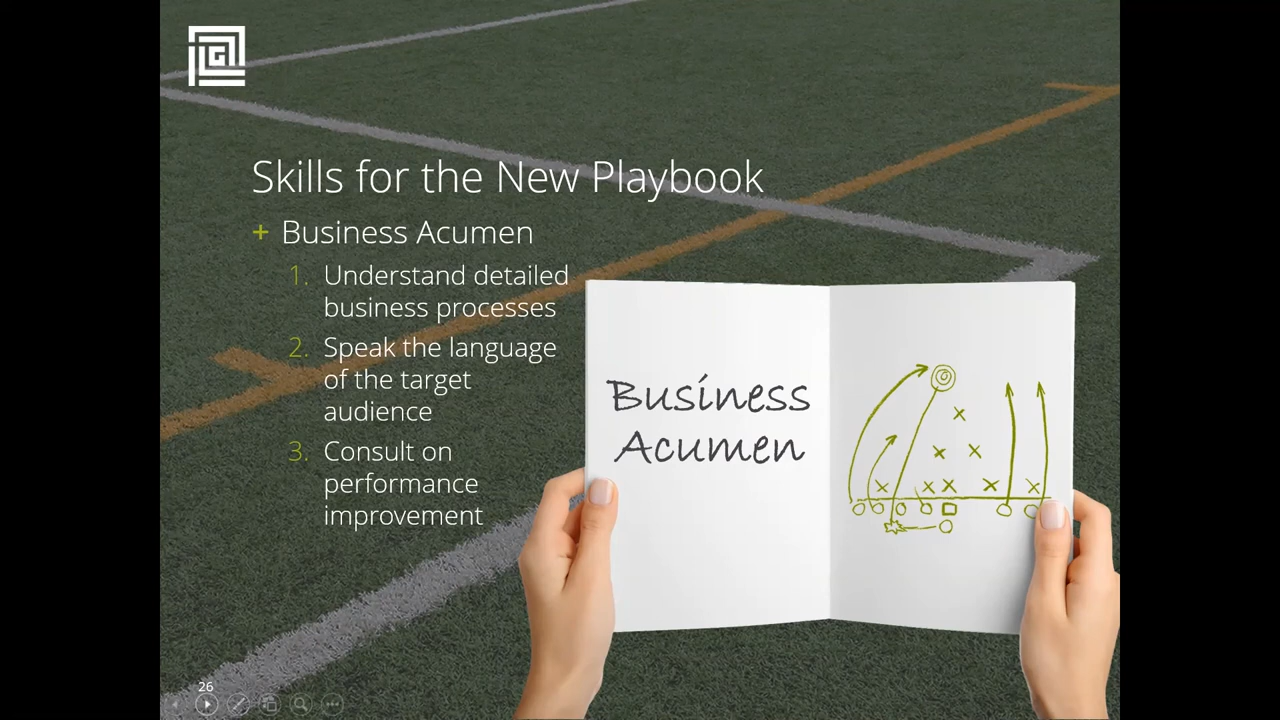 Skills for the New Playbook
+ Business Acumen
1. Understand detailed
business processes
2. Speak the language
of the target
audience
3. Consult on
performance
improvement
Business
Acumen
26